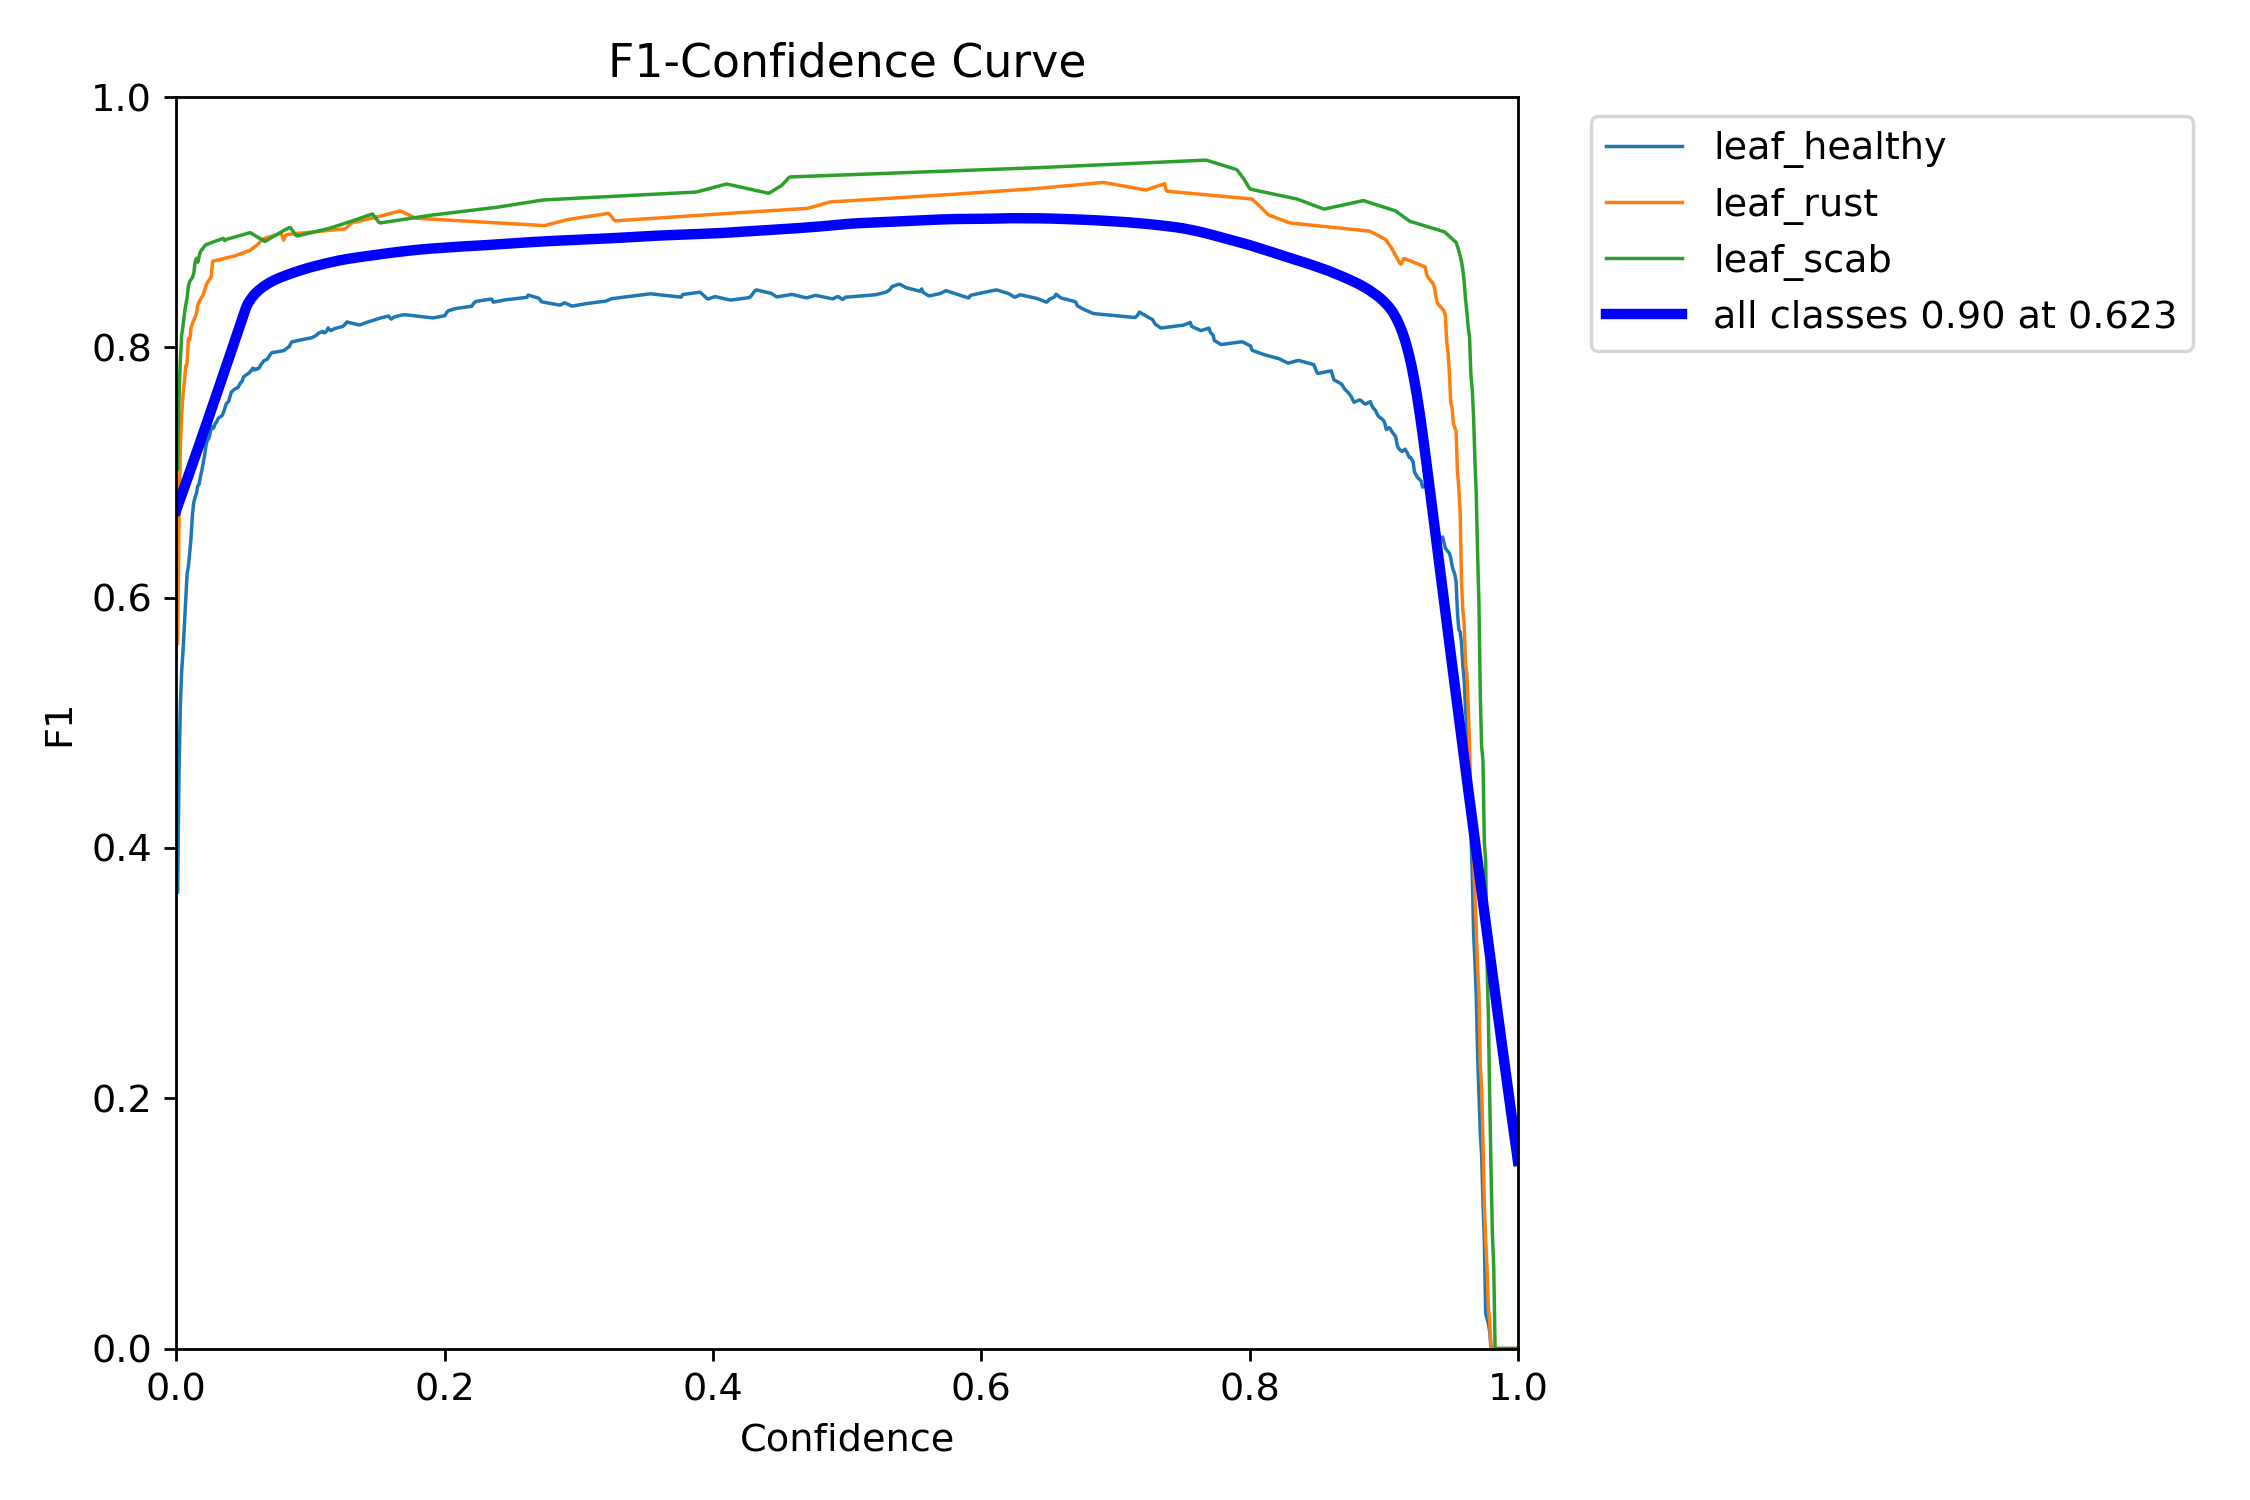 F1-Confidence Curve
1.0
0.8
0.6
0.4
0.2
0.0
F1
0.0 0.2 0.4 0.6 0.8 1.0
Confidence
leaf_healthy
leaf_rust
leaf_scab
all classes 0.90 at 0.623